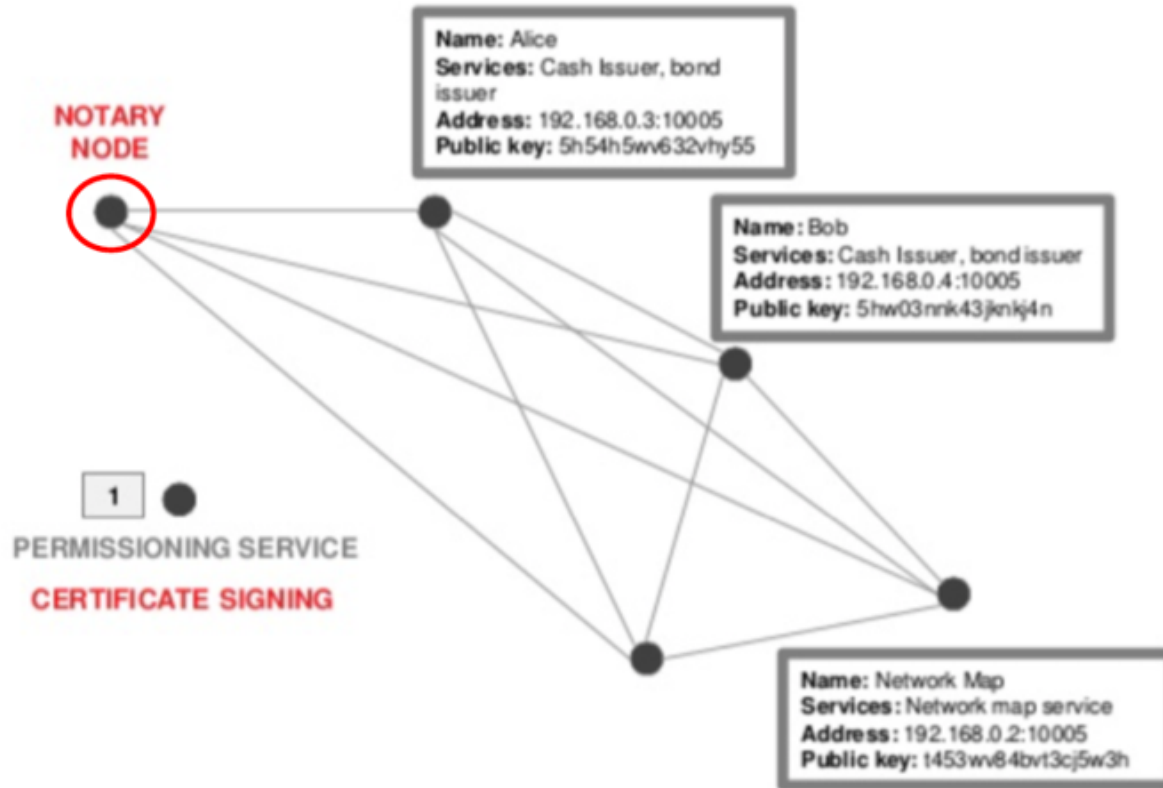 Name: Alice
Services: Cash Issuer, bond
issuer
Address: 192.168.0.3:10005
Public key: 5h54h5wv632vhy55
NOTARY
NODE
Name: Bob
Services: Cash Issuer, bond issuer
Address: 192.168.0.4:10005
Public key: 5hw03nnk43jknkj4n
1
PERMISSIONING SERVICE
CERTIFICATE SIGNING
Name: Network Map
Services: Network map service
Address: 192.168.0.2:10005
Public key: t453wv84bvt3cj5w3h